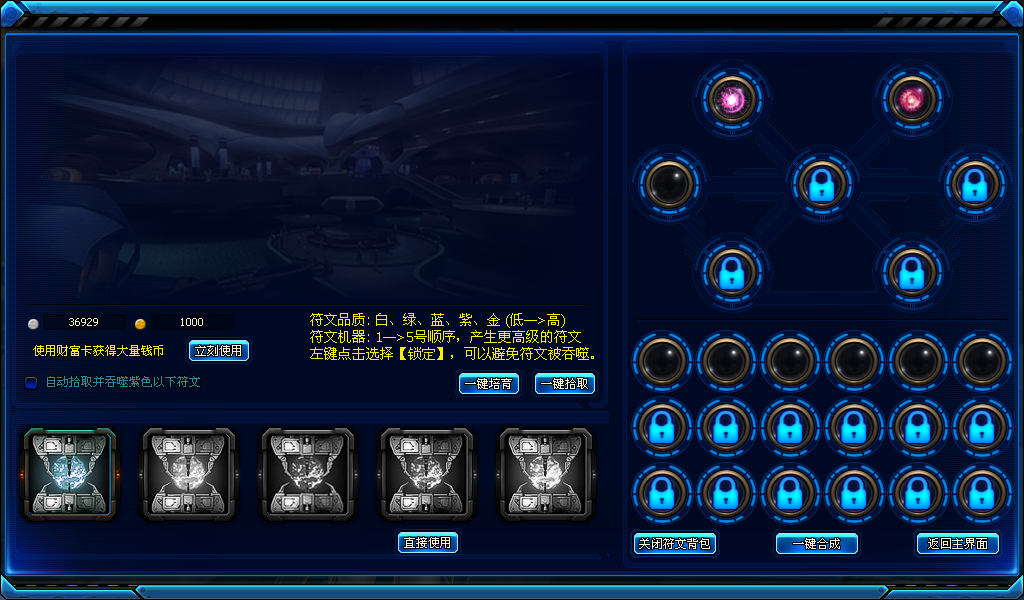 36929
1000
使用财富卡获得大量钱币
立刻使用
自动拾取并吞噬紫色以下符文
符文品质: 白、绿、蓝、紫、金 (低—>高)
符文机器: 1—>5号顺序，产生更高级的符文
左键点击选择【锁定】，可以避免符文被吞噬。
一键培育
一键拾取
直接使用
关闭符文背包
一键合成
返回主界面